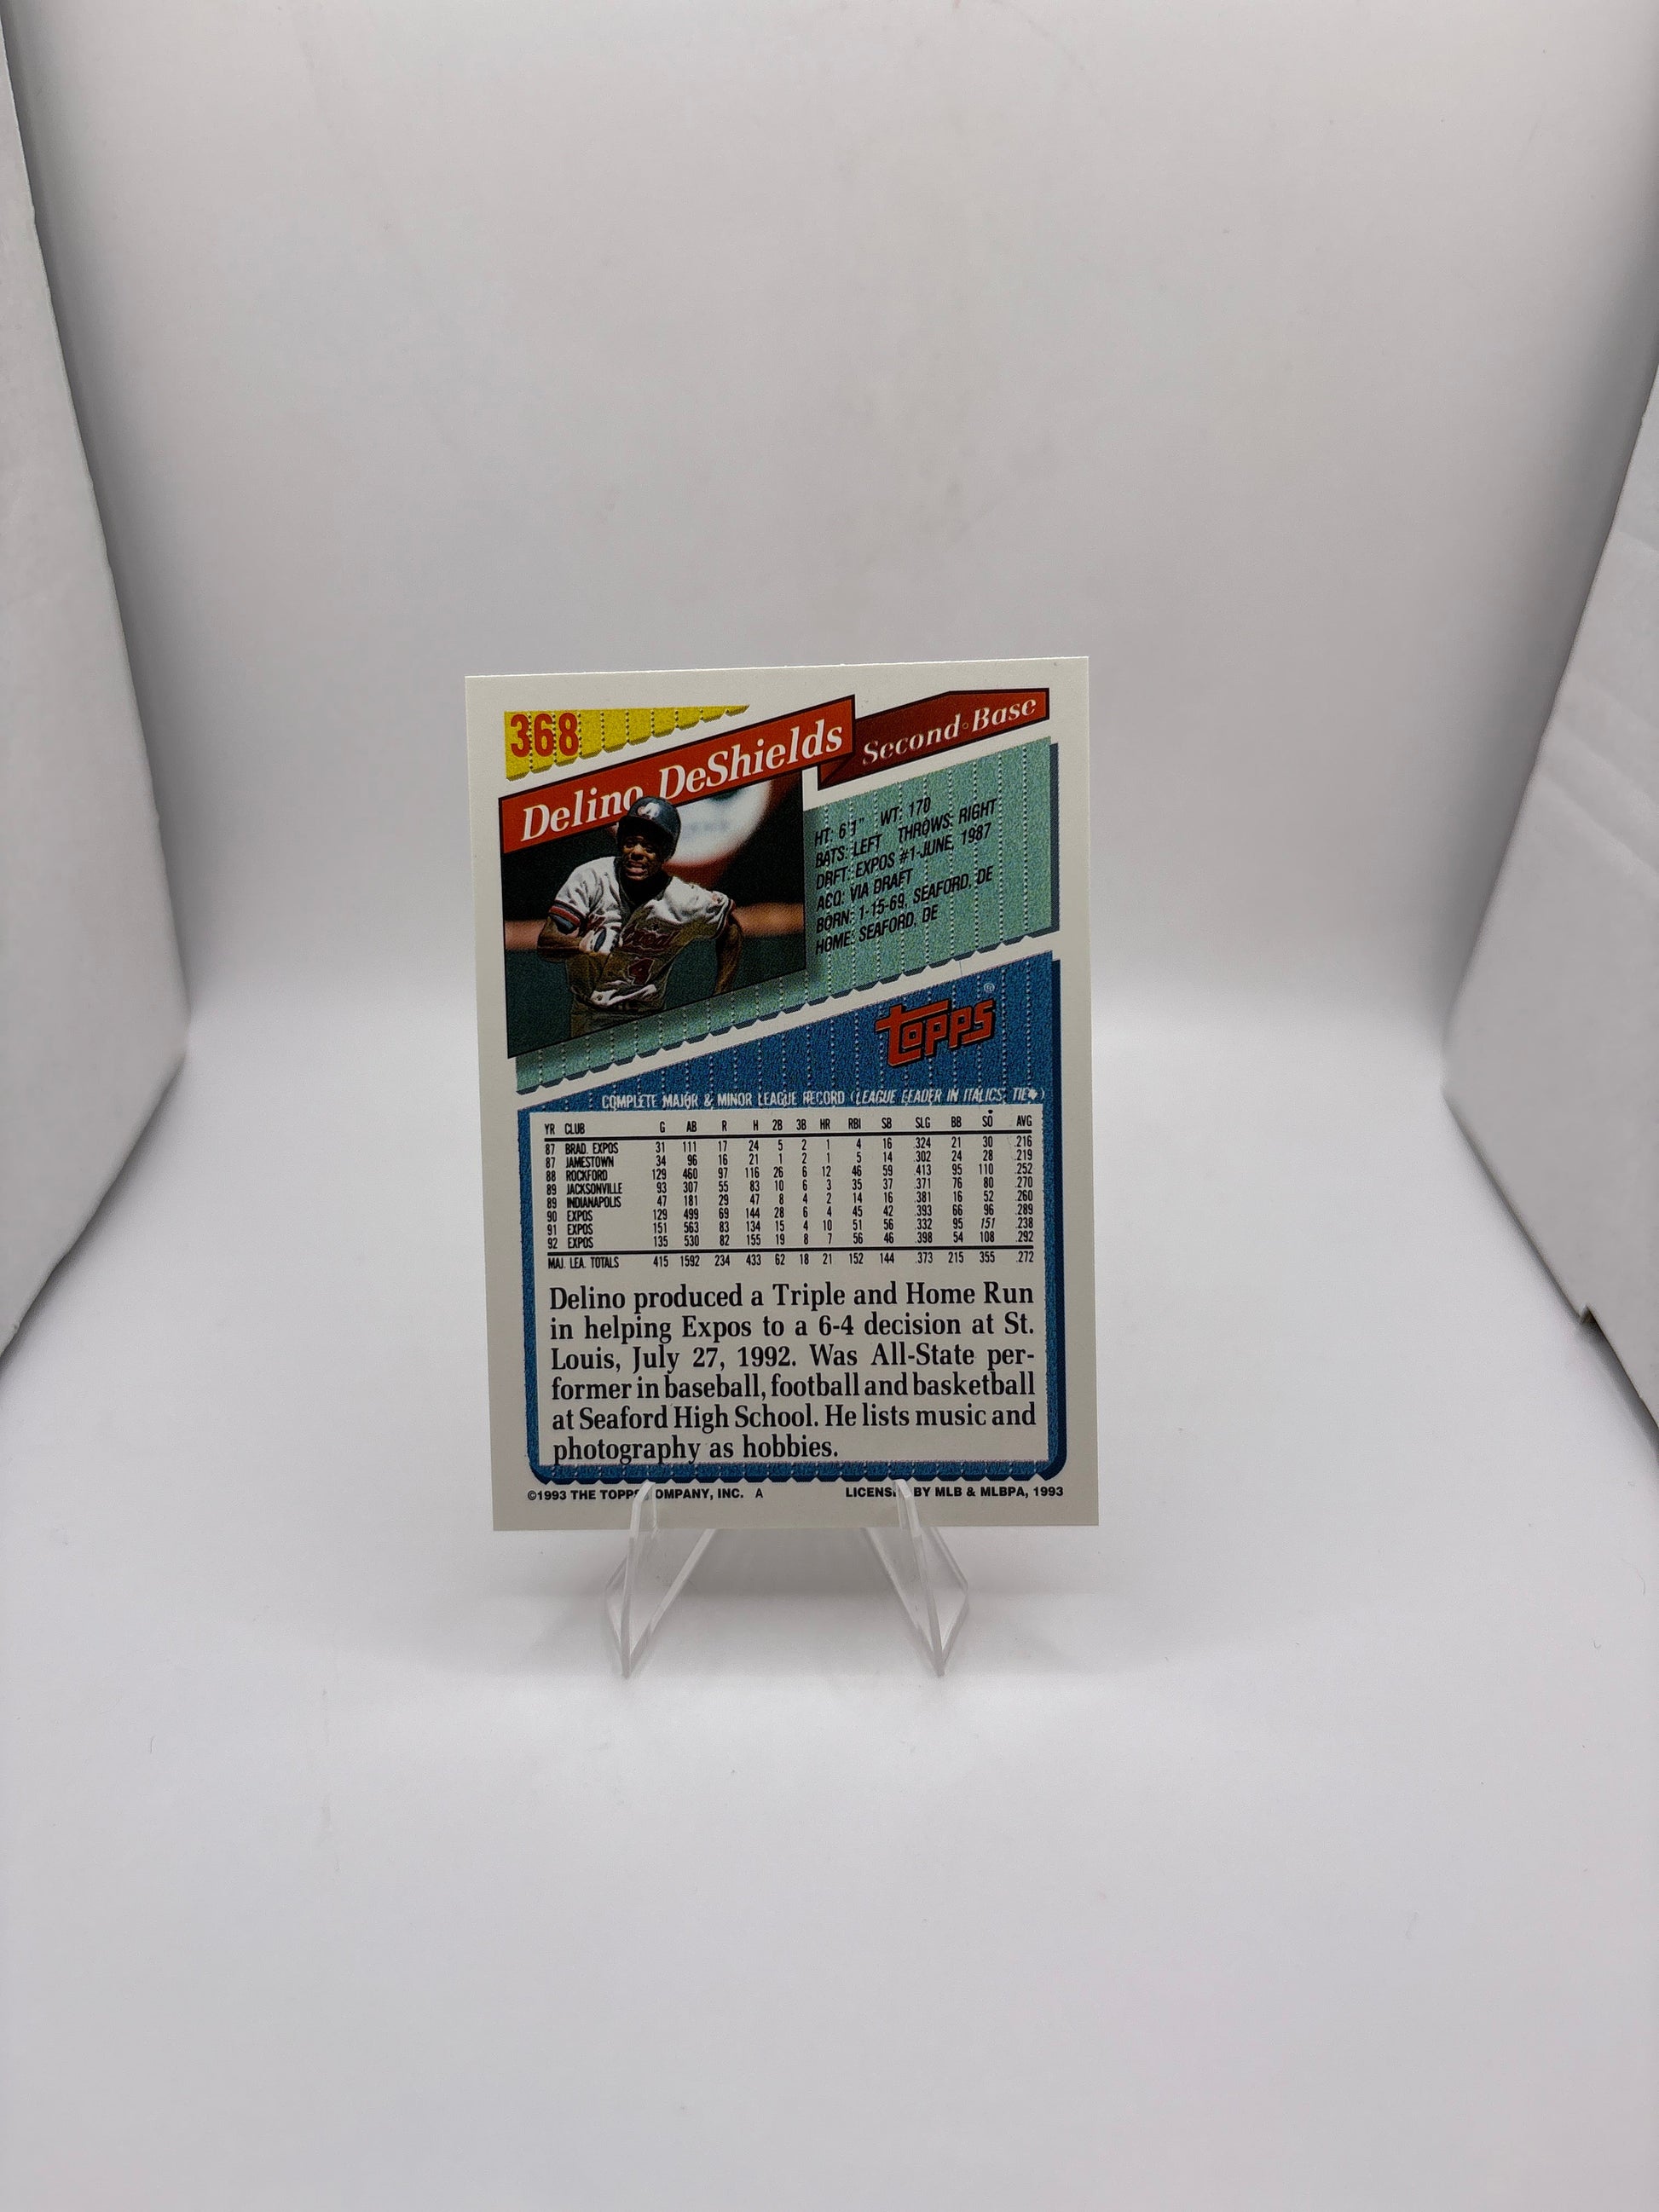 368
Delino DeShields
Second·Base
HT: 6'1" WT: 170
BATS: LEFT THROWS: RIGHT
DRFT: EXPOS #1-JUNE, 1987
ACQ: VIA DRAFT
BORN: 1-15-69, SEAFORD, DE
HOME: SEAFORD, DE
Montreal
4
topps®
COMPLETE MAJOR & MINOR LEAGUE RECORD (LEAGUE LEADER IN ITALICS, TIE◆)
YR CLUB G AB R H 2B 3B HR RBI SB SLG BB SO AVG
87 BRAD. EXPOS 31 111 17 24 5 2 1 4 16 .324 21 30 .216
87 JAMESTOWN 34 96 16 21 1 2 1 5 14 .302 24 28 .219
88 ROCKFORD 129 460 97 116 26 6 12 46 59 .413 95 110 .252
89 JACKSONVILLE 93 307 55 83 10 6 3 35 37 .371 76 80 .270
89 INDIANAPOLIS 47 181 29 47 8 4 2 14 16 .381 16 52 .260
90 EXPOS 129 499 69 144 28 6 4 45 42 .393 66 96 .289
91 EXPOS 151 563 83 134 15 4 10 51 56 .332 95 151 .238
92 EXPOS 135 530 82 155 19 8 7 56 46 .398 54 108 .292
MAJ. LEA. TOTALS 415 1592 234 433 62 18 21 152 144 .373 215 355 .272
Delino produced a Triple and Home Run
in helping Expos to a 6-4 decision at St.
Louis, July 27, 1992. Was All-State per-
former in baseball, football and basketball
at Seaford High School. He lists music and
photography as hobbies.
©1993 THE TOPPS OMPANY, INC. A
LICENS BY MLB & MLBPA, 1993